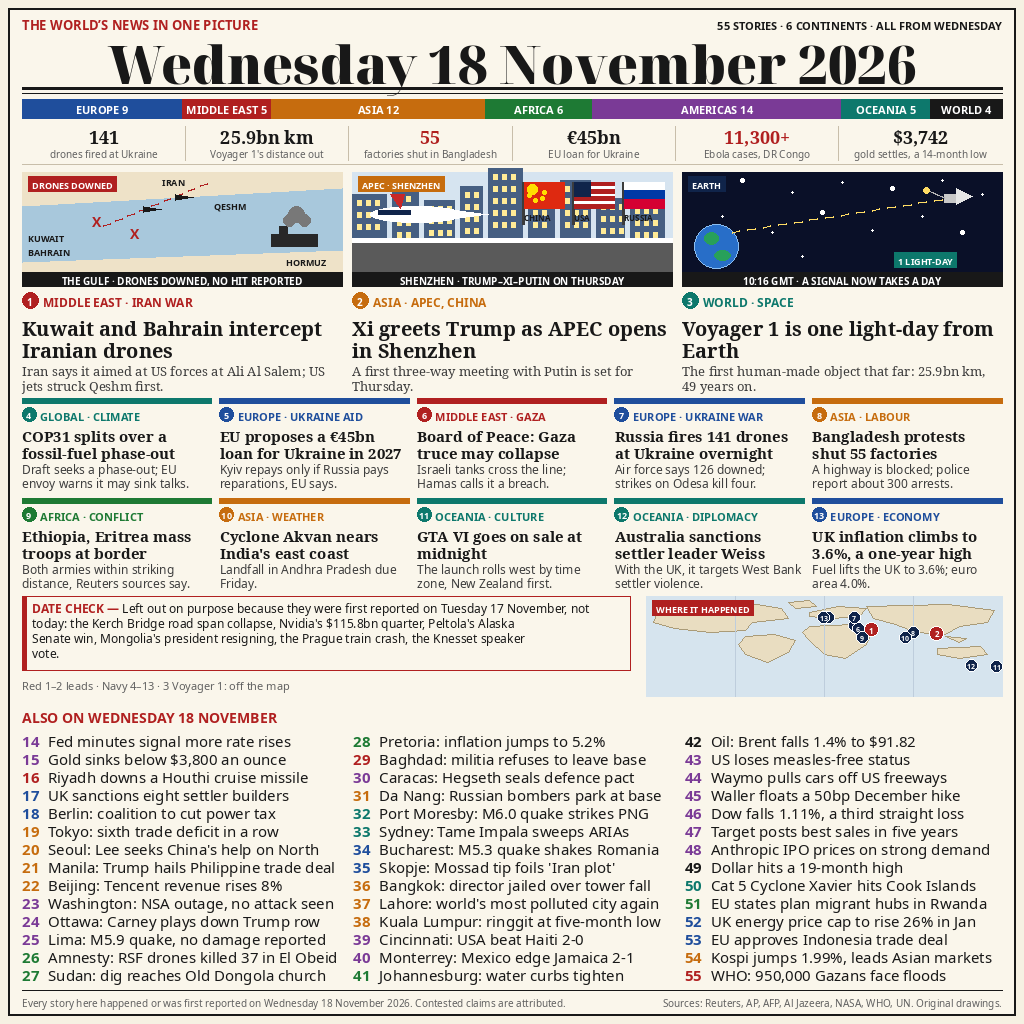 THE WORLD'S NEWS IN ONE PICTURE
55 STORIES · 6 CONTINENTS · ALL FROM WEDNESDAY
Wednesday 18 November 2026
EUROPE 9
MIDDLE EAST 5
ASIA 12
AFRICA 6
AMERICAS 14
OCEANIA 5
WORLD 4
141
drones fired at Ukraine
25.9bn km
Voyager 1's distance out
55
factories shut in Bangladesh
€45bn
EU loan for Ukraine
11,300+
Ebola cases, DR Congo
$3,742
gold settles, a 14-month low
DRONES DOWNED
IRAN
QESHM
X
X
KUWAIT
BAHRAIN
HORMUZ
THE GULF · DRONES DOWNED, NO HIT REPORTED
APEC · SHENZHEN
CHINA
USA
RUSSIA
SHENZHEN · TRUMP–XI–PUTIN ON THURSDAY
EARTH
1 LIGHT-DAY
10:16 GMT · A SIGNAL NOW TAKES A DAY
1 MIDDLE EAST · IRAN WAR
Kuwait and Bahrain intercept
Iranian drones
Iran says it aimed at US forces at Ali Al Salem; US
jets struck Qeshm first.
2 ASIA · APEC, CHINA
Xi greets Trump as APEC opens
in Shenzhen
A first three-way meeting with Putin is set for
Thursday.
3 WORLD · SPACE
Voyager 1 is one light-day from
Earth
The first human-made object that far: 25.9bn km,
49 years on.
4 GLOBAL · CLIMATE
COP31 splits over a
fossil-fuel phase-out
Draft seeks a phase-out; EU
envoy warns it may sink talks.
5 EUROPE · UKRAINE AID
EU proposes a €45bn
loan for Ukraine in 2027
Kyiv repays only if Russia pays
reparations, EU says.
6 MIDDLE EAST · GAZA
Board of Peace: Gaza
truce may collapse
Israeli tanks cross the line;
Hamas calls it a breach.
7 EUROPE · UKRAINE WAR
Russia fires 141 drones
at Ukraine overnight
Air force says 126 downed;
strikes on Odesa kill four.
8 ASIA · LABOUR
Bangladesh protests
shut 55 factories
A highway is blocked; police
report about 300 arrests.
9 AFRICA · CONFLICT
Ethiopia, Eritrea mass
troops at border
Both armies within striking
distance, Reuters sources say.
10 ASIA · WEATHER
Cyclone Akvan nears
India's east coast
Landfall in Andhra Pradesh due
Friday.
11 OCEANIA · CULTURE
GTA VI goes on sale at
midnight
The launch rolls west by time
zone, New Zealand first.
12 OCEANIA · DIPLOMACY
Australia sanctions
settler leader Weiss
With the UK, it targets West Bank
settler violence.
13 EUROPE · ECONOMY
UK inflation climbs to
3.6%, a one-year high
Fuel lifts the UK to 3.6%; euro
area 4.0%.
DATE CHECK — Left out on purpose because they were first reported on Tuesday 17 November, not
today: the Kerch Bridge road span collapse, Nvidia's $115.8bn quarter, Peltola's Alaska
Senate win, Mongolia's president resigning, the Prague train crash, the Knesset speaker
vote.
Red 1–2 leads · Navy 4–13 · 3 Voyager 1: off the map
WHERE IT HAPPENED
13
7
6
1
9
10
8
2
12
11
ALSO ON WEDNESDAY 18 NOVEMBER
14 Fed minutes signal more rate rises
15 Gold sinks below $3,800 an ounce
16 Riyadh downs a Houthi cruise missile
17 UK sanctions eight settler builders
18 Berlin: coalition to cut power tax
19 Tokyo: sixth trade deficit in a row
20 Seoul: Lee seeks China's help on North
21 Manila: Trump hails Philippine trade deal
22 Beijing: Tencent revenue rises 8%
23 Washington: NSA outage, no attack seen
24 Ottawa: Carney plays down Trump row
25 Lima: M5.9 quake, no damage reported
26 Amnesty: RSF drones killed 37 in El Obeid
27 Sudan: dig reaches Old Dongola church
28 Pretoria: inflation jumps to 5.2%
29 Baghdad: militia refuses to leave base
30 Caracas: Hegseth seals defence pact
31 Da Nang: Russian bombers park at base
32 Port Moresby: M6.0 quake strikes PNG
33 Sydney: Tame Impala sweeps ARIAs
34 Bucharest: M5.3 quake shakes Romania
35 Skopje: Mossad tip foils 'Iran plot'
36 Bangkok: director jailed over tower fall
37 Lahore: world's most polluted city again
38 Kuala Lumpur: ringgit at five-month low
39 Cincinnati: USA beat Haiti 2-0
40 Monterrey: Mexico edge Jamaica 2-1
41 Johannesburg: water curbs tighten
42 Oil: Brent falls 1.4% to $91.82
43 US loses measles-free status
44 Waymo pulls cars off US freeways
45 Waller floats a 50bp December hike
46 Dow falls 1.11%, a third straight loss
47 Target posts best sales in five years
48 Anthropic IPO prices on strong demand
49 Dollar hits a 19-month high
50 Cat 5 Cyclone Xavier hits Cook Islands
51 EU states plan migrant hubs in Rwanda
52 UK energy price cap to rise 26% in Jan
53 EU approves Indonesia trade deal
54 Kospi jumps 1.99%, leads Asian markets
55 WHO: 950,000 Gazans face floods
Every story here happened or was first reported on Wednesday 18 November 2026. Contested claims are attributed.
Sources: Reuters, AP, AFP, Al Jazeera, NASA, WHO, UN. Original drawings.